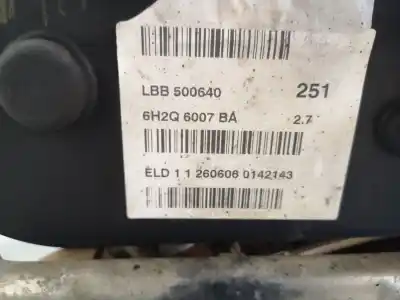 LBB 500640 251
6H2Q 6007 BA 2.7
ELD 1 1 260606 0142143